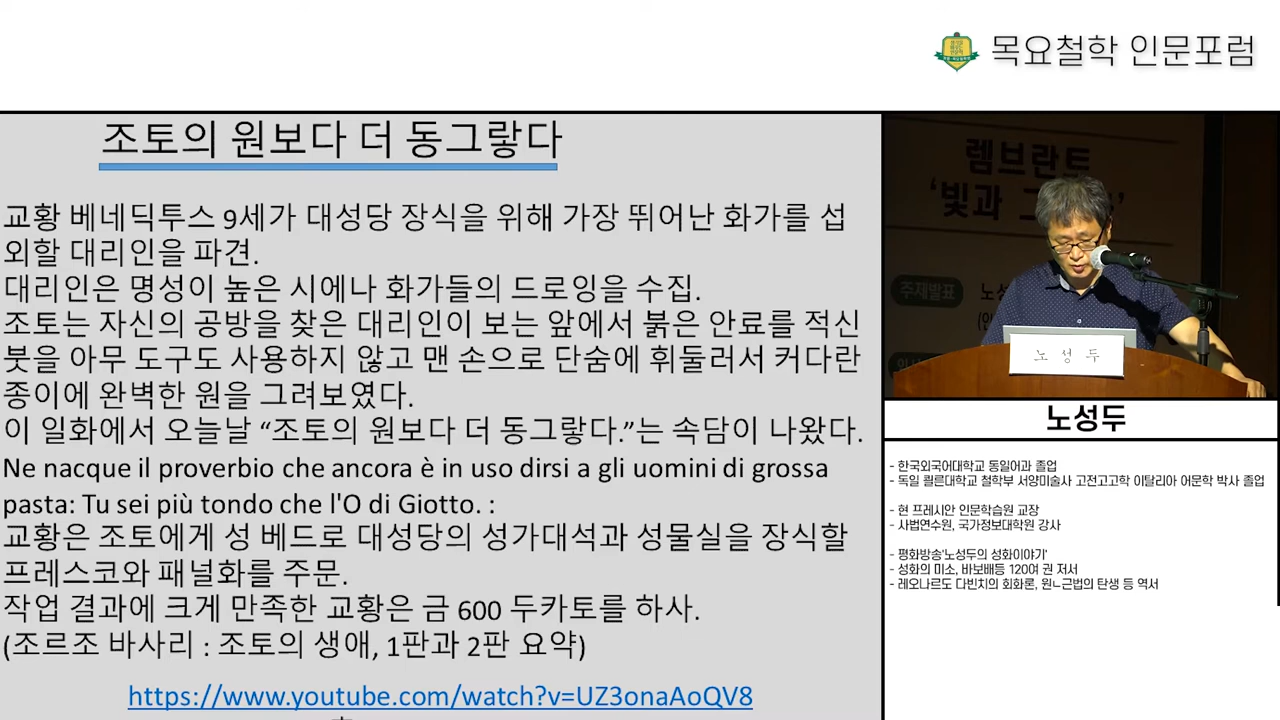 목요철학 인문포럼
조토의 원보다 더 동그랗다
교황 베네딕투스 9세가 대성당 장식을 위해 가장 뛰어난 화가를 섭
외할 대리인을 파견.
대리인은 명성이 높은 시에나 화가들의 드로잉을 수집.
조토는 자신의 공방을 찾은 대리인이 보는 앞에서 붉은 안료를 적신
붓을 아무 도구도 사용하지 않고 맨 손으로 단숨에 휘둘러서 커다란
종이에 완벽한 원을 그려보였다.
이 일화에서 오늘날 “조토의 원보다 더 동그랗다.”는 속담이 나왔다.
Ne nacque il proverbio che ancora è in uso dirsi a gli uomini di grossa
pasta: Tu sei più tondo che l'O di Giotto. :
교황은 조토에게 성 베드로 대성당의 성가대석과 성물실을 장식할
프레스코와 패널화를 주문.
작업 결과에 크게 만족한 교황은 금 600 두카토를 하사.
(조르조 바사리 : 조토의 생애, 1판과 2판 요약)
https://www.youtube.com/watch?v=UZ3onaAoQV8
렘브란트
‘빛과 그
주제발표
노 성 두
노성두
- 한국외국어대학교 동일어과 졸업
- 독일 쾰른대학교 철학부 서양미술사 고전고고학 이탈리아 어문학 박사 졸업
- 현 프레시안 인문학습원 교장
- 사법연수원, 국가정보대학원 강사
- 평화방송'노성두의 성화이야기'
- 성화의 미소, 바보배등 120여 권 저서
- 레오나르도 다빈치의 회화론, 원ㄴ근법의 탄생 등 역서